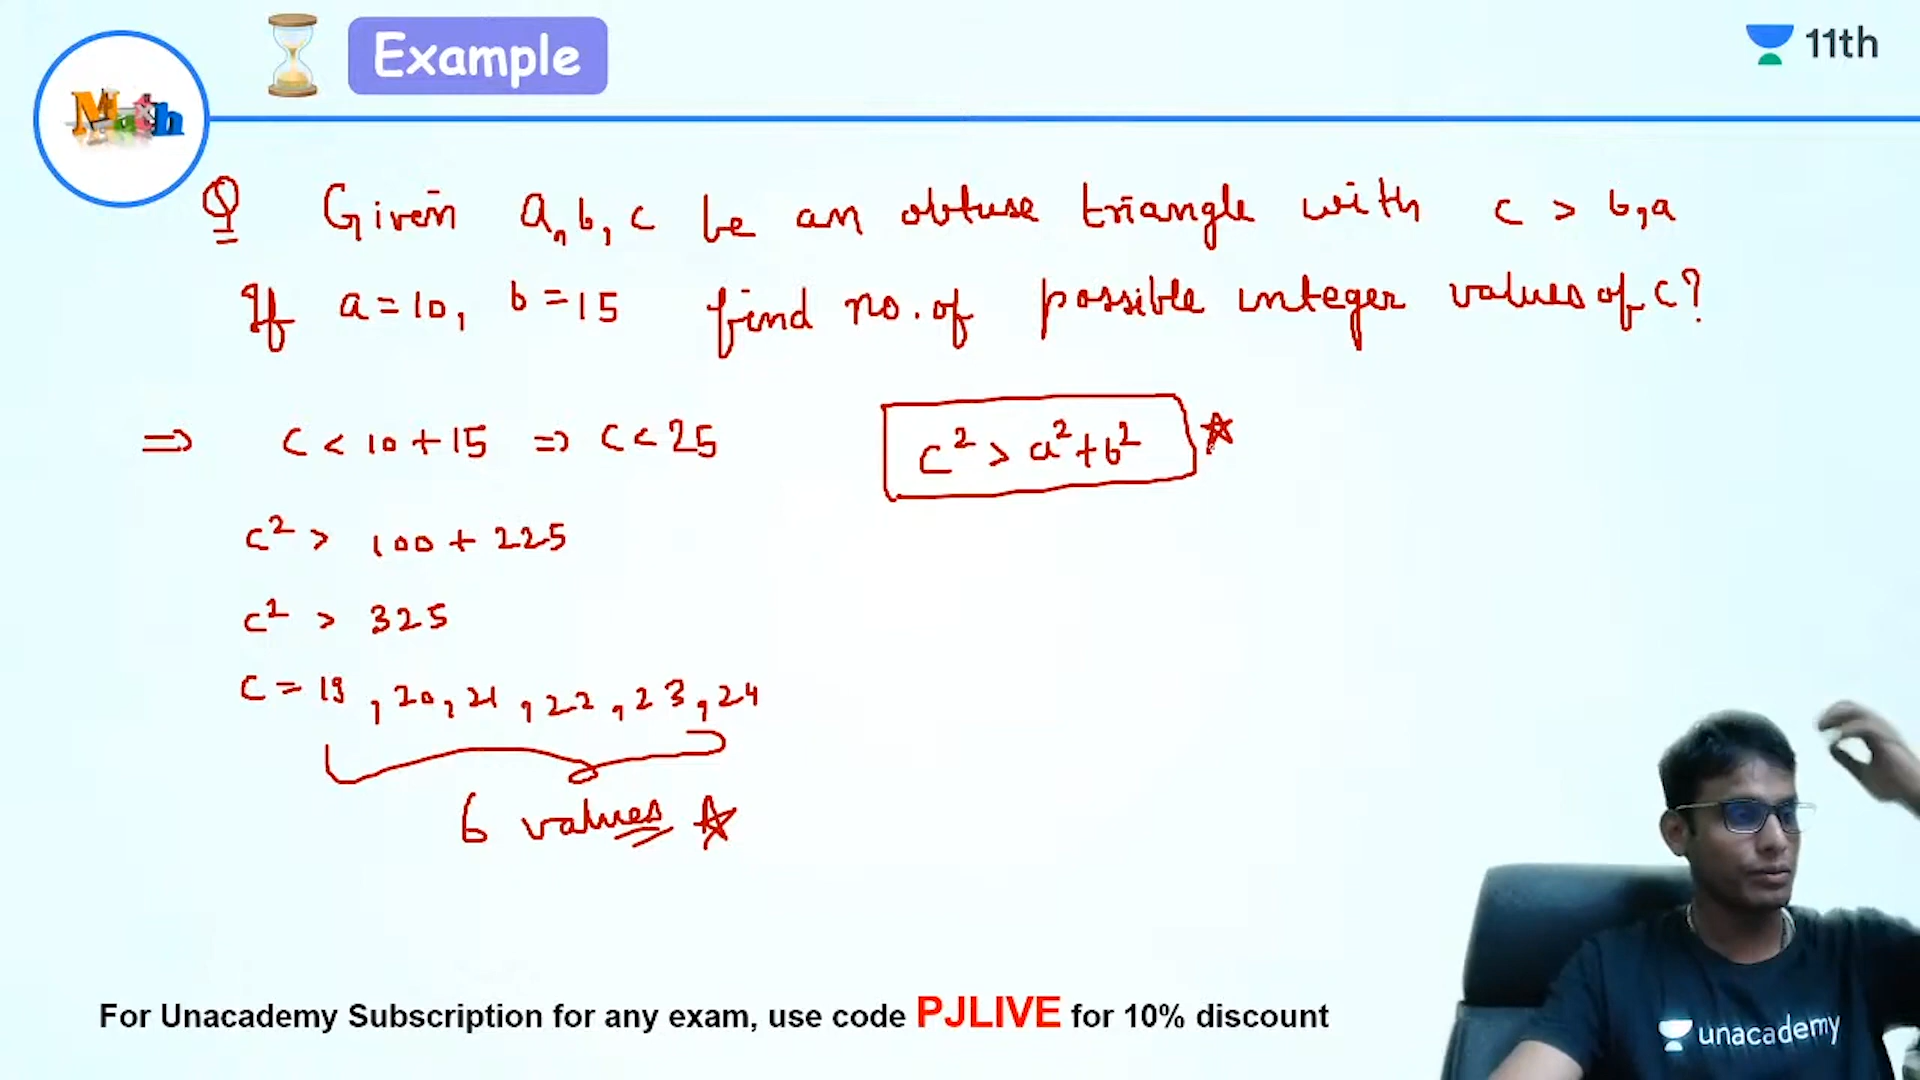 Math
Example
11th
Q Given a, b, c be an obtuse triangle with c > b, a
If a = 10, b = 15 find no. of possible integer values of c?
⇒ c < 10 + 15 ⇒ c < 25
c² > a² + b²
c² > 100 + 225
c² > 325
c = 19, 20, 21, 22, 23, 24
6 values
For Unacademy Subscription for any exam, use code PJLIVE for 10% discount
unacademy